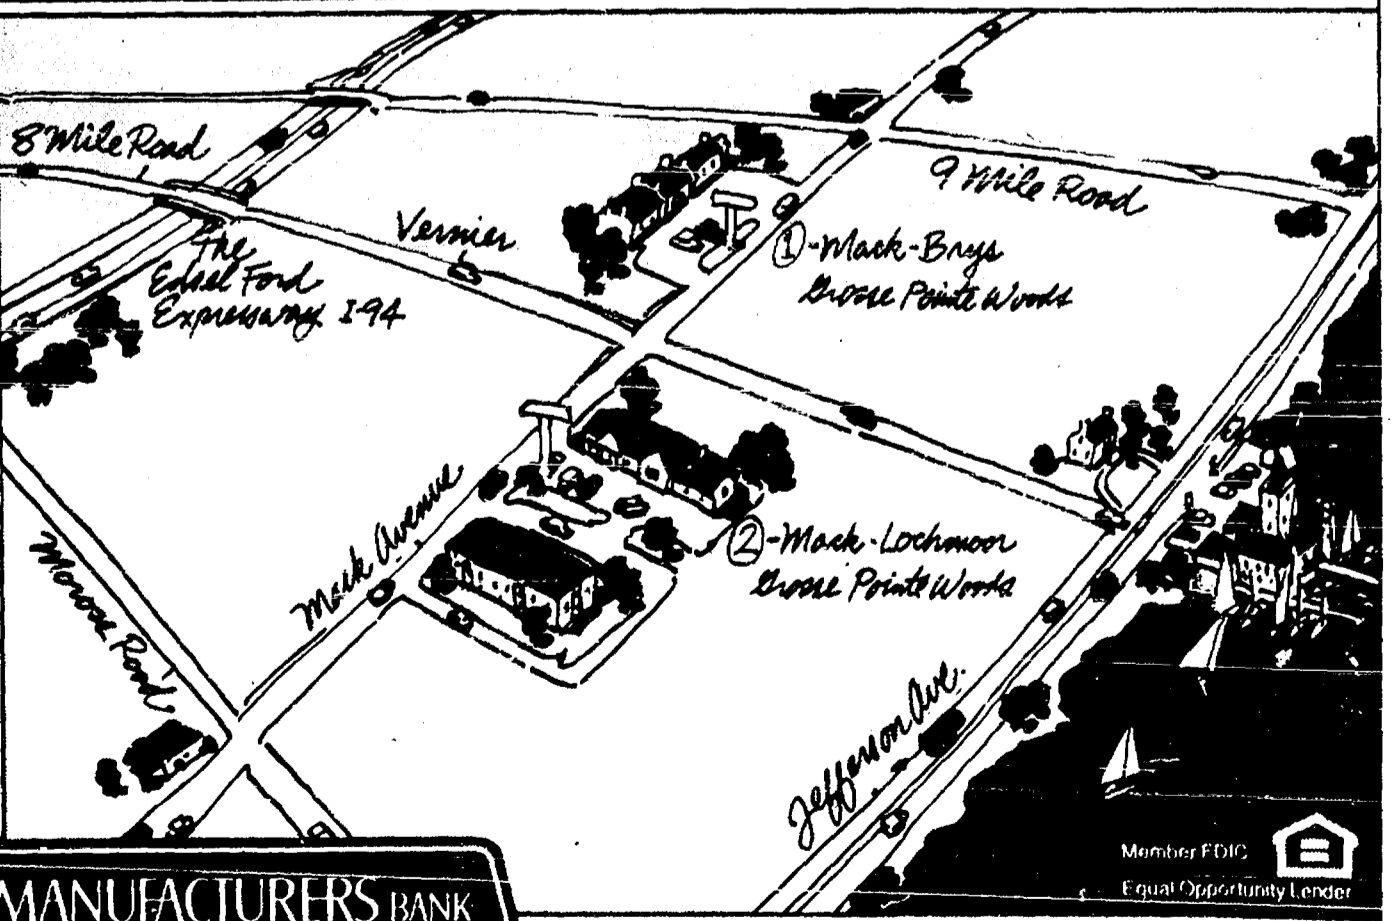 8 Mile Road
9 Mile Road
Vernier
The
Edsel Ford
Expressway I-94
①-Mack-Brys
Grosse Pointe Woods
Mack Avenue
②-Mack-Lochmoor
Grosse Pointe Woods
Moross Road
Jefferson Ave.
Member FDIC
Equal Opportunity Lender
MANUFACTURERS BANK